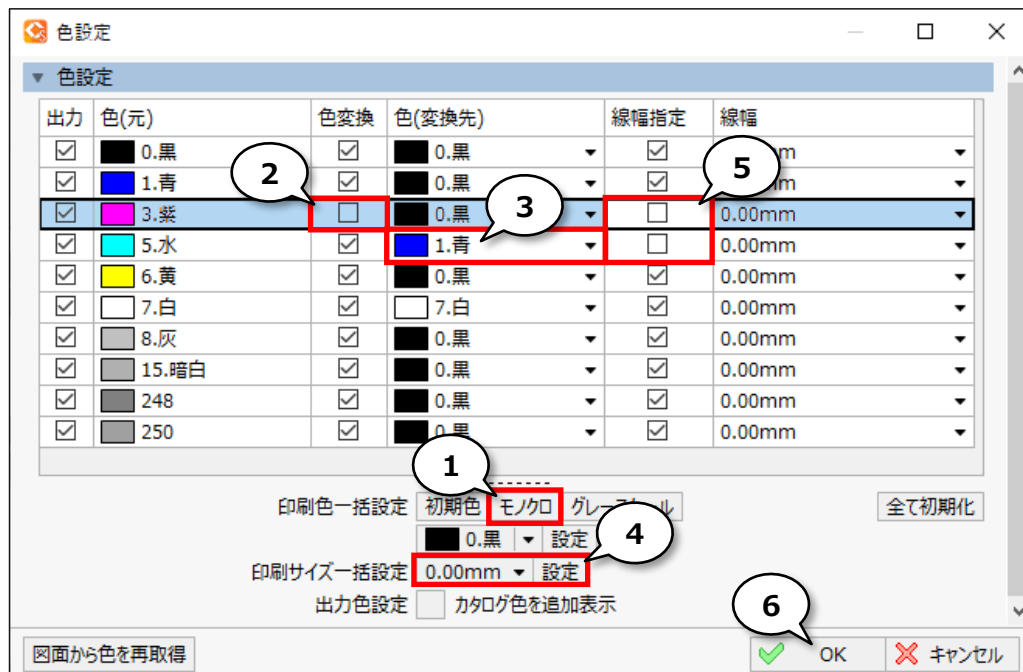 色設定
色設定
出力 色(元) 色変換 色(変換先) 線幅指定 線幅
0.黒 0.黒 m
1.青 0.黒 m
3.紫 0.黒 0.00mm
5.水 1.青 0.00mm
6.黄 0.黒 0.00mm
7.白 7.白 0.00mm
8.灰 0.黒 0.00mm
15.暗白 0.黒 0.00mm
248 0.黒 0.00mm
250 0.黒 0.00mm
2
3
5
1
印刷色一括設定 初期色 モノクロ グレースケール 全て初期化
0.黒 設定
4
印刷サイズ一括設定 0.00mm 設定
出力色設定 カタログ色を追加表示
6
図面から色を再取得 OK キャンセル